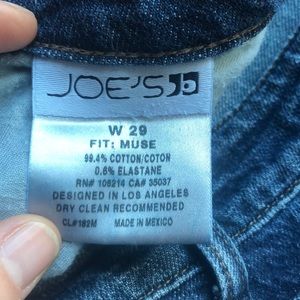 JOE'S
W 29
FIT: MUSE
99.4% COTTON/COTON
0.6% ELASTANE
RN# 106214 CA# 35037
DESIGNED IN LOS ANGELES
DRY CLEAN RECOMMENDED
CL#182M MADE IN MEXICO